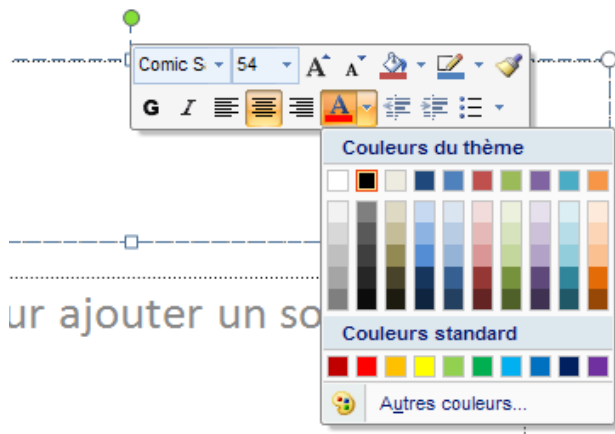 Comic S 54 A A
G I A
Couleurs du thème
ur ajouter un so
Couleurs standard
Autres couleurs...